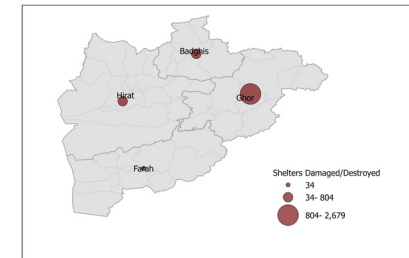 Badghis
Hirat
Ghor
Farah
Shelters Damaged/Destroyed
34
34- 804
804- 2,679